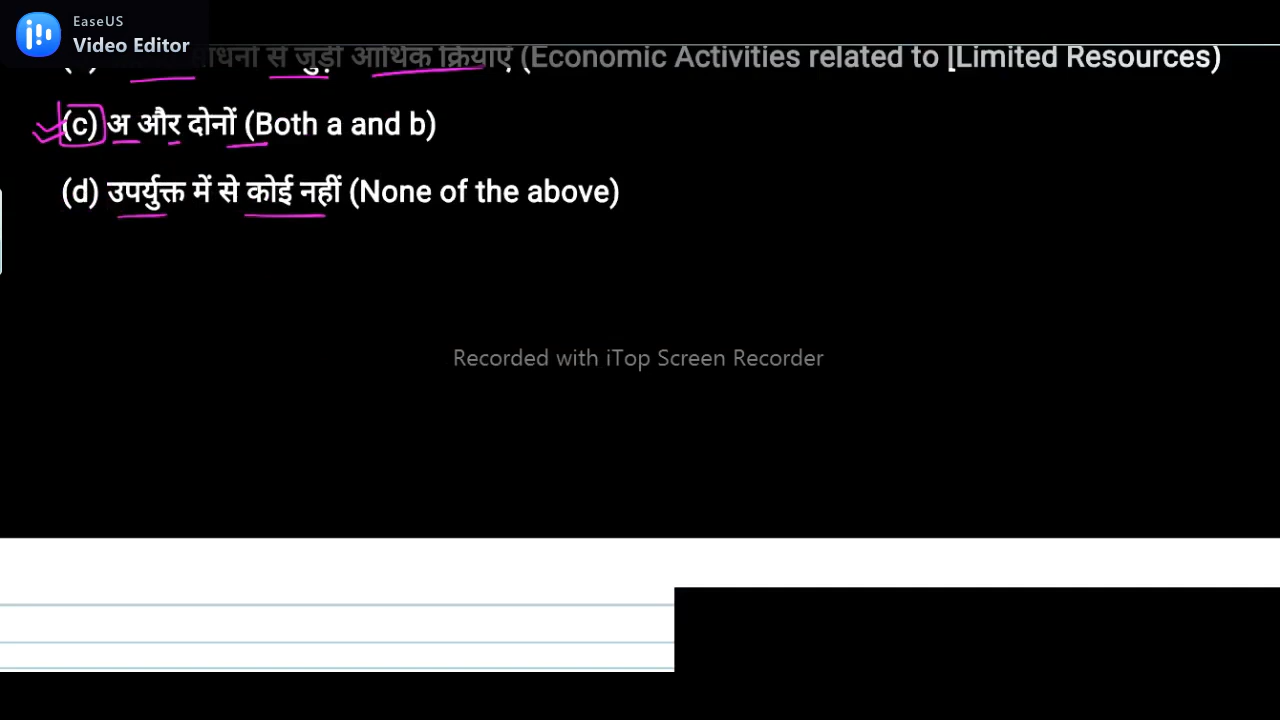 EaseUS
Video Editor
से जुड़ी आर्थिक क्रियाएं (Economic Activities related to [Limited Resources)
(c) अ और दोनों (Both a and b)
(d) उपर्युक्त में से कोई नहीं (None of the above)
Recorded with iTop Screen Recorder